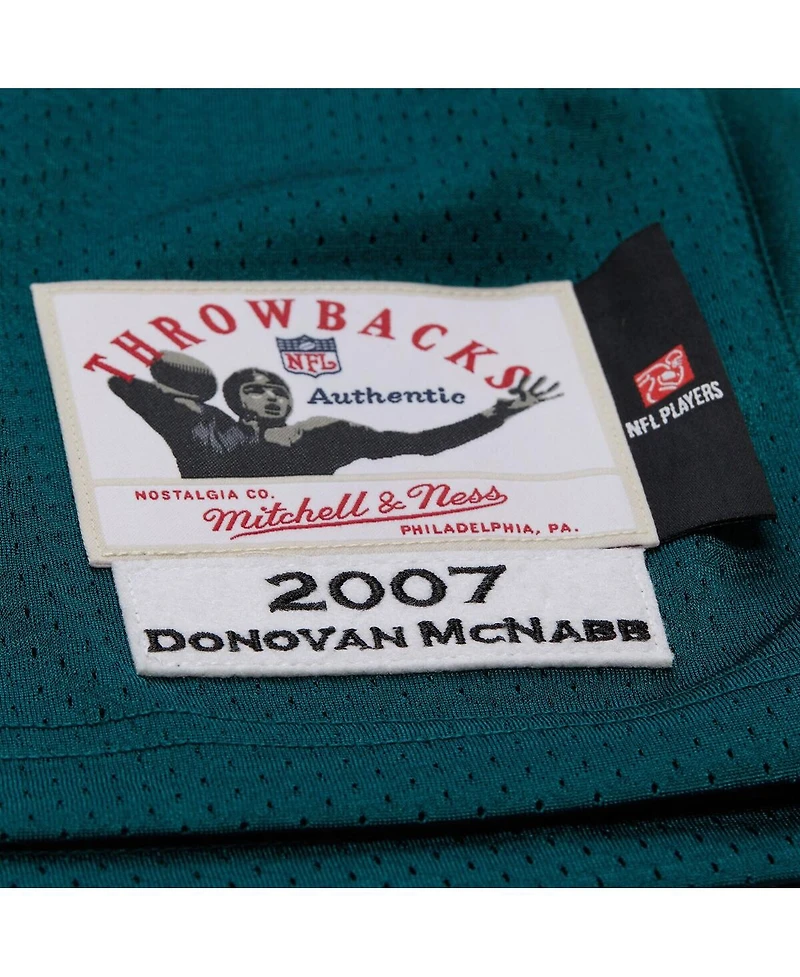 THROWBACKS
NFL
Authentic
NOSTALGIA CO.
Mitchell & Ness
PHILADELPHIA, PA.
NFL PLAYERS
2007
DONOVAN MCNABB